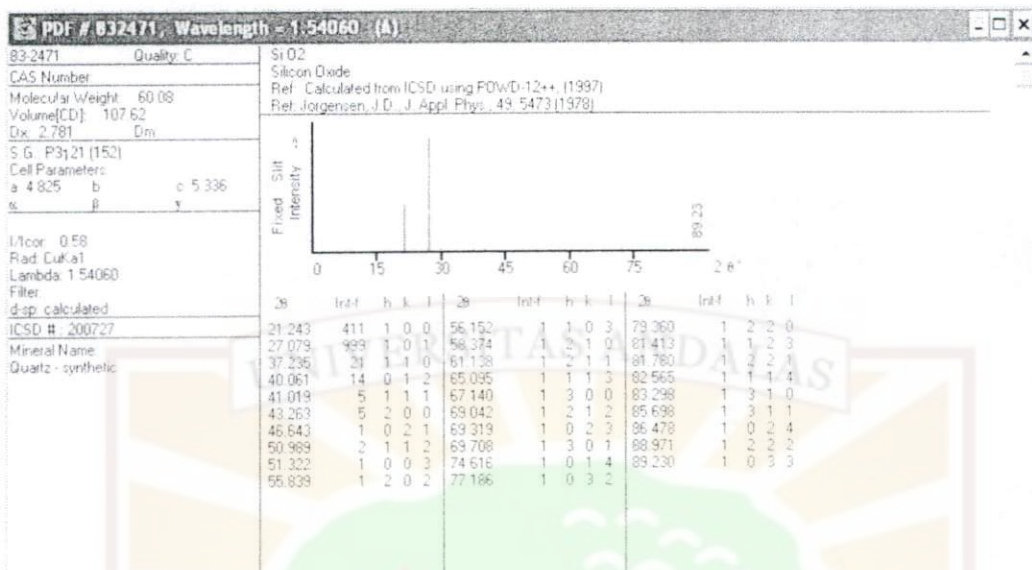 PDF # 832471, Wavelength = 1.54060 (A)
83-2471 Quality: C
CAS Number:
Molecular Weight: 60.08
Volume[CD]: 107.62
Dx: 2.781 Dm:
S.G.: P3121 (152)
Cell Parameters:
a 4.825 b c 5.336
α β γ
I/Icor: 0.58
Rad: CuKa1
Lambda: 1.54060
Filter:
d-sp: calculated
ICSD # : 200727
Mineral Name:
Quartz - synthetic
SiO2
Silicon Oxide
Ref: Calculated from ICSD using POWD-12++, (1997)
Ref: Jorgensen, J.D., J. Appl. Phys., 49, 5473 (1978)
Fixed Slit
Intensity ->
89.23
0 15 30 45 60 75 2 θ°
2θ Int-f h k l 2θ Int-f h k l 2θ Int-f h k l
21.243 411 1 0 0 56.152 1 1 0 3 79.360 1 2 2 0
27.079 999 1 0 1 58.374 1 2 1 0 81.413 1 1 2 3
37.235 21 1 1 0 61.138 1 2 1 1 81.780 1 2 2 1
40.061 14 0 1 2 65.095 1 1 1 3 82.565 1 1 1 4
41.019 5 1 1 1 67.140 1 3 0 0 83.298 1 3 1 0
43.263 5 2 0 0 69.042 1 2 1 2 85.698 1 3 1 1
46.643 1 0 2 1 69.319 1 0 2 3 86.478 1 0 2 4
50.989 2 1 1 2 69.708 1 3 0 1 88.971 1 2 2 2
51.322 1 0 0 3 74.616 1 0 1 4 89.230 1 0 3 3
55.839 1 2 0 2 77.186 1 0 3 2
UNIVERSITAS ANDALAS